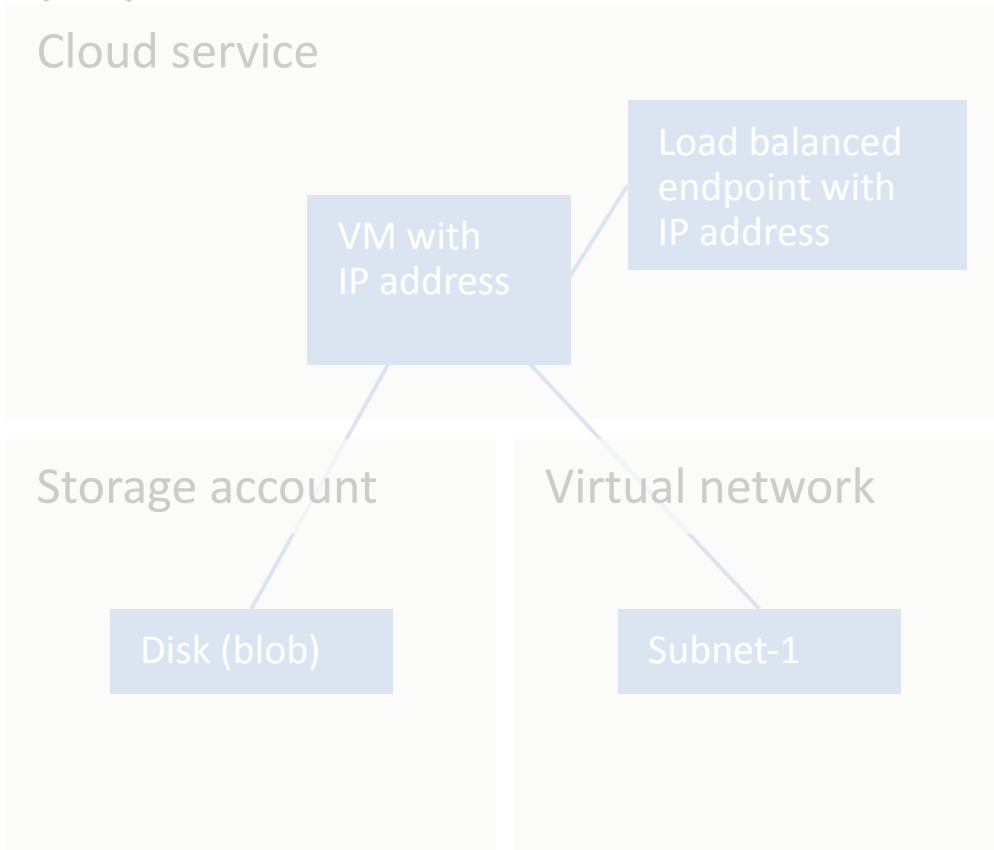 Cloud service
Load balanced
endpoint with
IP address
VM with
IP address
Storage account
Virtual network
Disk (blob)
Subnet-1